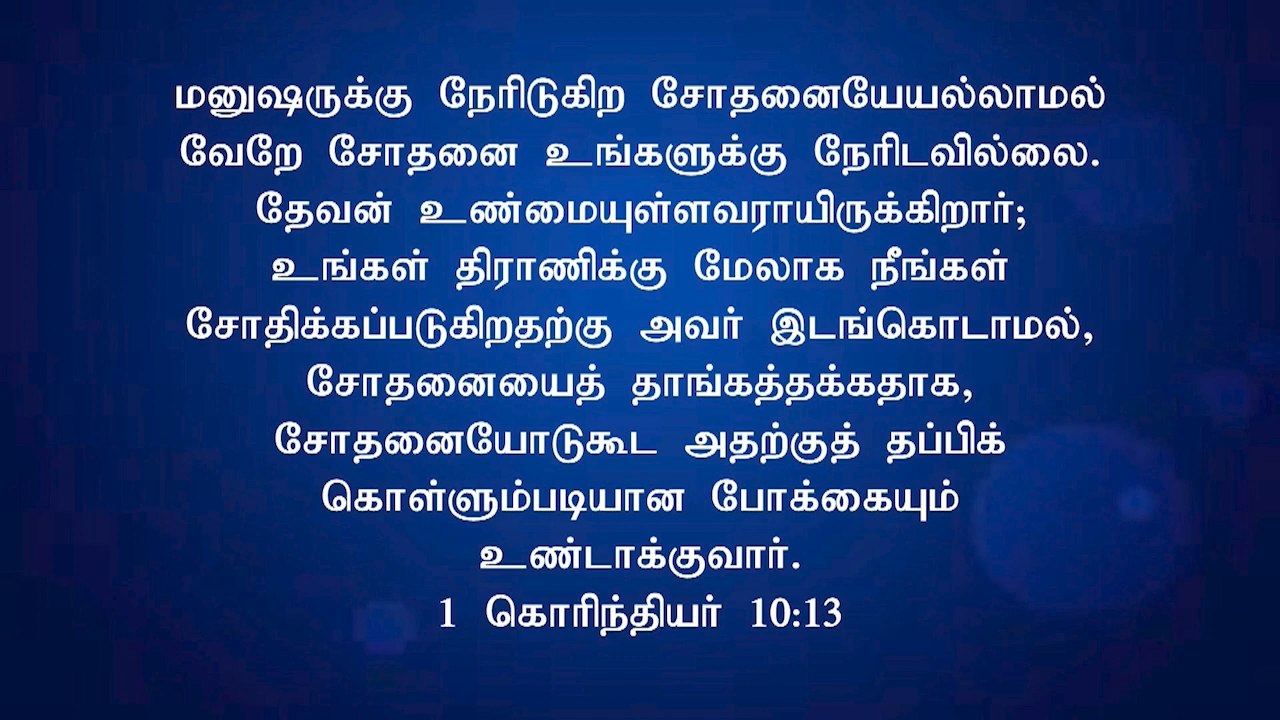 மனுஷருக்கு நேரிடுகிற சோதனையேயல்லாமல்
வேறே சோதனை உங்களுக்கு நேரிடவில்லை.
தேவன் உண்மையுள்ளவராயிருக்கிறார்;
உங்கள் திராணிக்கு மேலாக நீங்கள்
சோதிக்கப்படுகிறதற்கு அவர் இடங்கொடாமல்,
சோதனையைத் தாங்கத்தக்கதாக,
சோதனையோடுகூட அதற்குத் தப்பிக்
கொள்ளும்படியான போக்கையும்
உண்டாக்குவார்.
1 கொரிந்தியர் 10:13